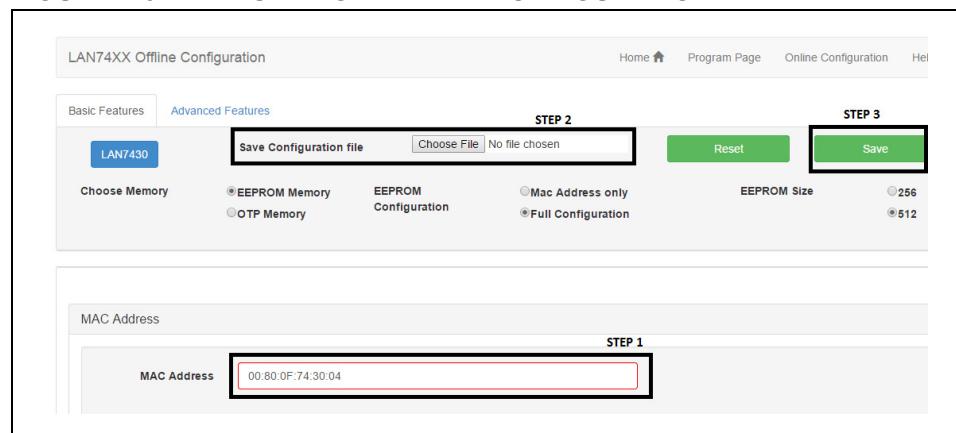 LAN74XX Offline Configuration Home Program Page Online Configuration
Basic Features Advanced Features
STEP 2 STEP 3
LAN7430 Save Configuration file Choose File No file chosen Reset Save
Choose Memory EEPROM Memory EEPROM Mac Address only EEPROM Size 256
OTP Memory Configuration Full Configuration 512
MAC Address
STEP 1
MAC Address 00:80:0F:74:30:04